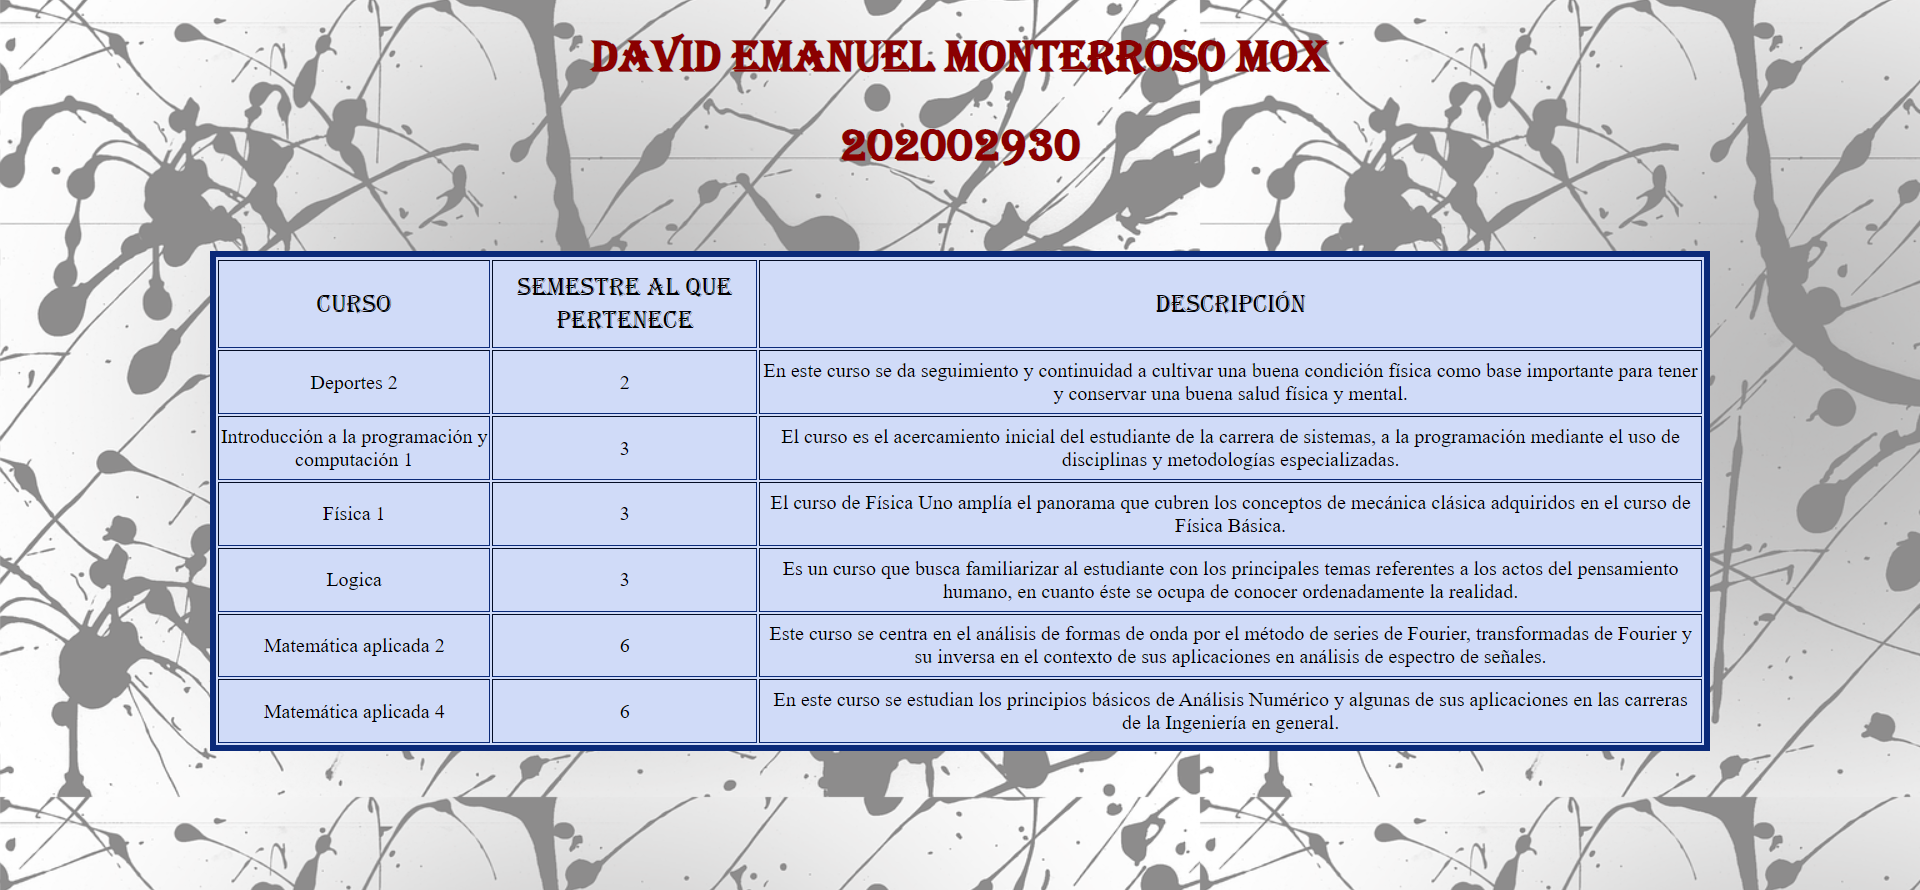 DAVID EMANUEL MONTERROSO MOX
202002930
CURSO
SEMESTRE AL QUE
PERTENECE
DESCRIPCIÓN
Deportes 2
2
En este curso se da seguimiento y continuidad a cultivar una buena condición física como base importante para tener
y conservar una buena salud física y mental.
Introducción a la programación y
computación 1
3
El curso es el acercamiento inicial del estudiante de la carrera de sistemas, a la programación mediante el uso de
disciplinas y metodologías especializadas.
Física 1
3
El curso de Física Uno amplía el panorama que cubren los conceptos de mecánica clásica adquiridos en el curso de
Física Básica.
Logica
3
Es un curso que busca familiarizar al estudiante con los principales temas referentes a los actos del pensamiento
humano, en cuanto éste se ocupa de conocer ordenadamente la realidad.
Matemática aplicada 2
6
Este curso se centra en el análisis de formas de onda por el método de series de Fourier, transformadas de Fourier y
su inversa en el contexto de sus aplicaciones en análisis de espectro de señales.
Matemática aplicada 4
6
En este curso se estudian los principios básicos de Análisis Numérico y algunas de sus aplicaciones en las carreras
de la Ingeniería en general.